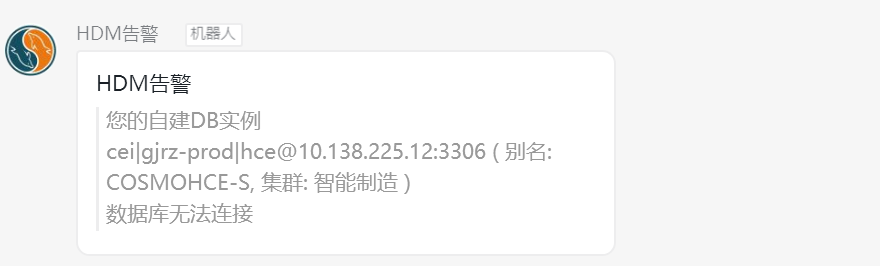 HDM告警 机器人
HDM告警
您的自建DB实例
cei|gjrz-prod|hce@10.138.225.12:3306 ( 别名:
COSMOHCE-S, 集群: 智能制造 )
数据库无法连接